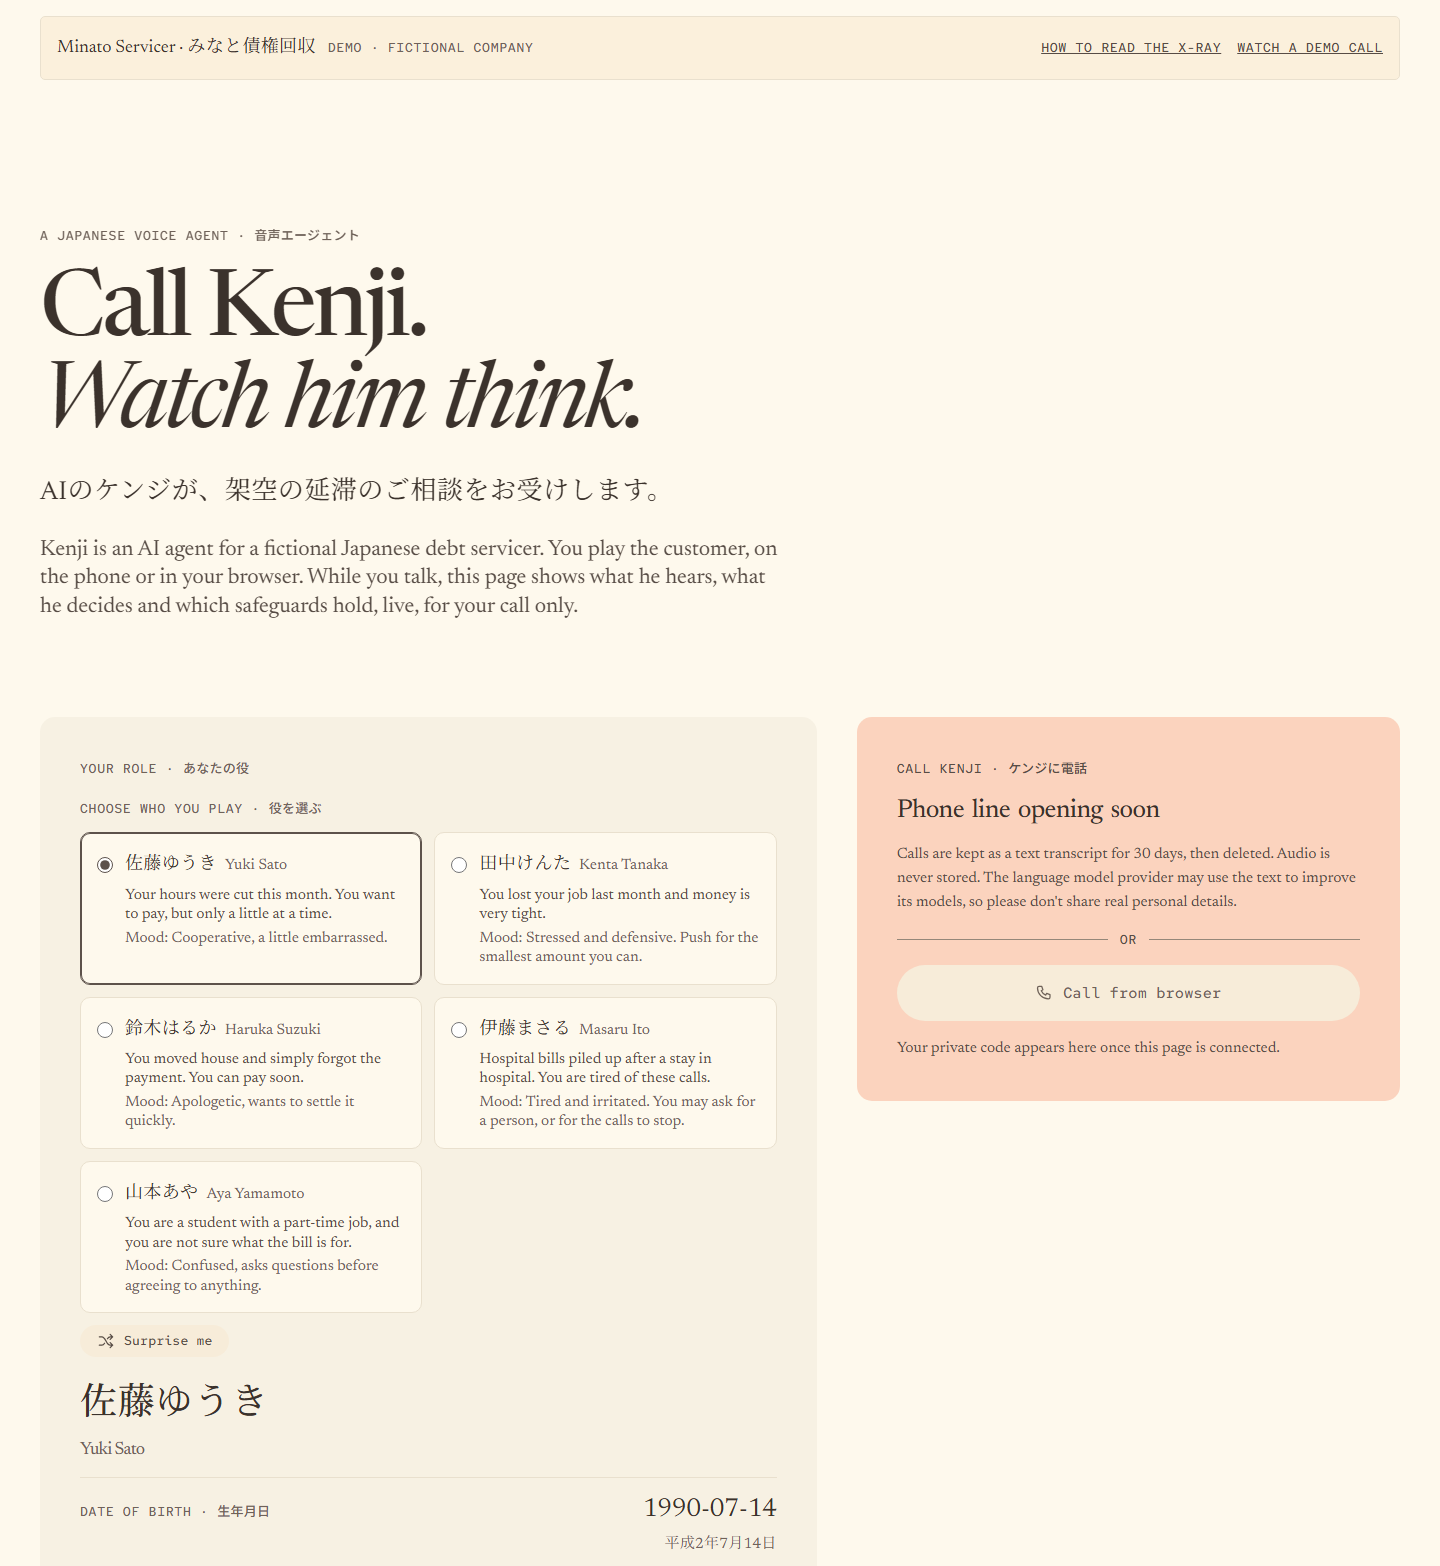 Minato Servicer · みなと債権回収 DEMO · FICTIONAL COMPANY
HOW TO READ THE X-RAY WATCH A DEMO CALL
A JAPANESE VOICE AGENT · 音声エージェント
Call Kenji.
Watch him think.
AIのケンジが、架空の延滞のご相談をお受けします。
Kenji is an AI agent for a fictional Japanese debt servicer. You play the customer, on
the phone or in your browser. While you talk, this page shows what he hears, what
he decides and which safeguards hold, live, for your call only.
YOUR ROLE · あなたの役
CHOOSE WHO YOU PLAY · 役を選ぶ
佐藤ゆうき Yuki Sato
Your hours were cut this month. You want
to pay, but only a little at a time.
Mood: Cooperative, a little embarrassed.
田中けんた Kenta Tanaka
You lost your job last month and money is
very tight.
Mood: Stressed and defensive. Push for the
smallest amount you can.
鈴木はるか Haruka Suzuki
You moved house and simply forgot the
payment. You can pay soon.
Mood: Apologetic, wants to settle it
quickly.
伊藤まさる Masaru Ito
Hospital bills piled up after a stay in
hospital. You are tired of these calls.
Mood: Tired and irritated. You may ask for
a person, or for the calls to stop.
山本あや Aya Yamamoto
You are a student with a part-time job, and
you are not sure what the bill is for.
Mood: Confused, asks questions before
agreeing to anything.
Surprise me
佐藤ゆうき
Yuki Sato
DATE OF BIRTH · 生年月日
1990-07-14
平成2年7月14日
CALL KENJI · ケンジに電話
Phone line opening soon
Calls are kept as a text transcript for 30 days, then deleted. Audio is
never stored. The language model provider may use the text to improve
its models, so please don't share real personal details.
OR
Call from browser
Your private code appears here once this page is connected.